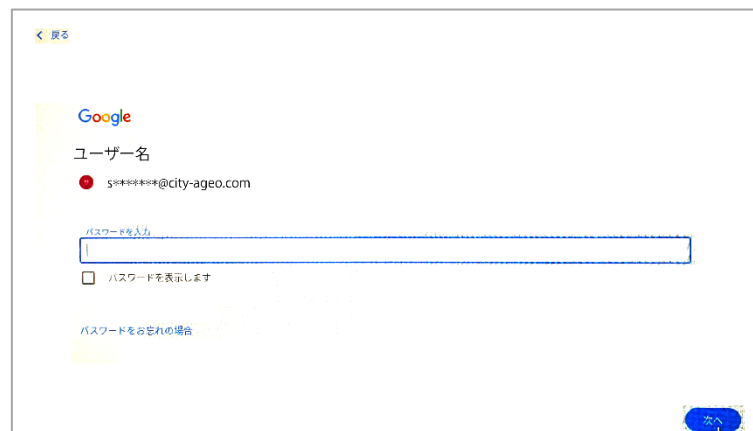 戻る
Google
ユーザー名
s*******@city-ageo.com
パスワードを入力
パスワードを表示します
パスワードをお忘れの場合
次へ